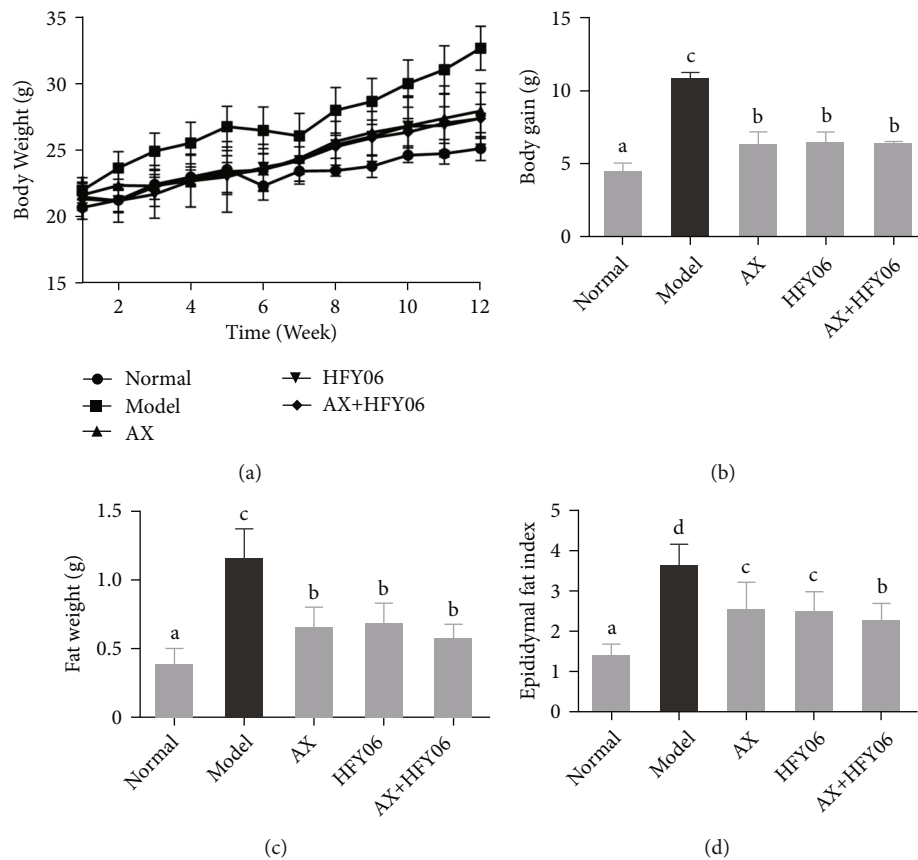 35
30
25
20
15
Body Weight (g)
2 4 6 8 10 12
Time (Week)
Normal
Model
AX
HFY06
AX+HFY06
(a)
15
10
5
0
Body gain (g)
a c b b b
Normal Model AX HFY06 AX+HFY06
(b)
1.5
1.0
0.5
0
Fat weight (g)
a c b b b
Normal Model AX HFY06 AX+HFY06
(c)
5
4
3
2
1
0
Epididymal fat index
a d c c b
Normal Model AX HFY06 AX+HFY06
(d)